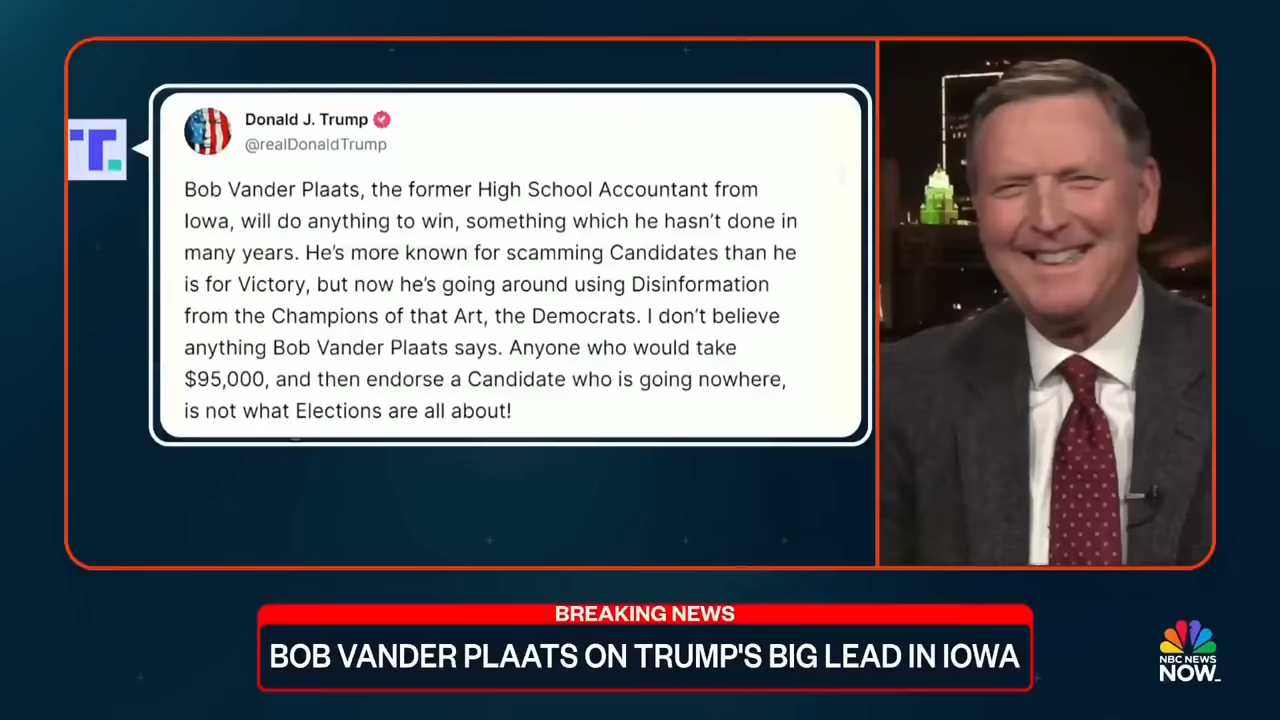 T.
Donald J. Trump
@realDonaldTrump
Bob Vander Plaats, the former High School Accountant from
Iowa, will do anything to win, something which he hasn't done in
many years. He's more known for scamming Candidates than he
is for Victory, but now he's going around using Disinformation
from the Champions of that Art, the Democrats. I don't believe
anything Bob Vander Plaats says. Anyone who would take
$95,000, and then endorse a Candidate who is going nowhere,
is not what Elections are all about!
BREAKING NEWS
BOB VANDER PLAATS ON TRUMP'S BIG LEAD IN IOWA
NBC NEWS
NOW_